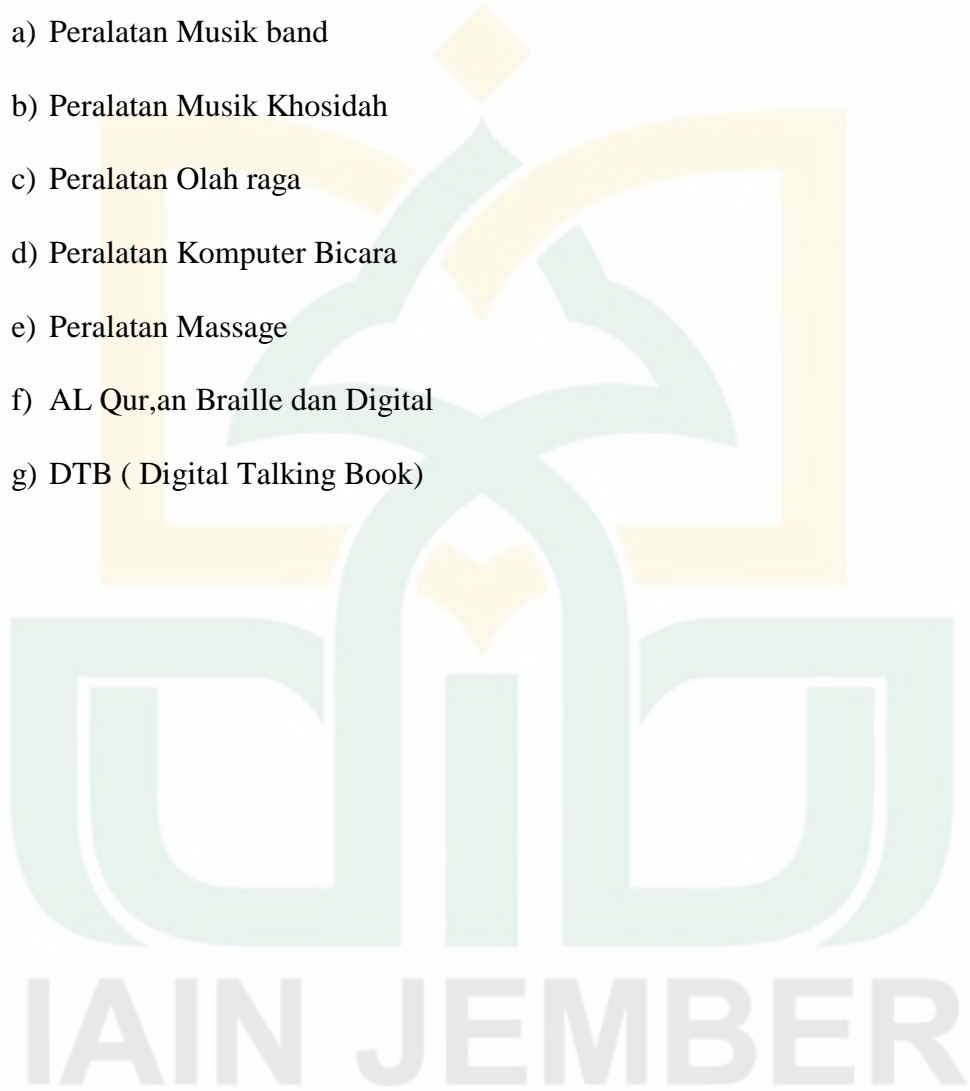 a) Peralatan Musik band
b) Peralatan Musik Khosidah
c) Peralatan Olah raga
d) Peralatan Komputer Bicara
e) Peralatan Massage
f) AL Qur,an Braille dan Digital
g) DTB ( Digital Talking Book)
IAIN JEMBER